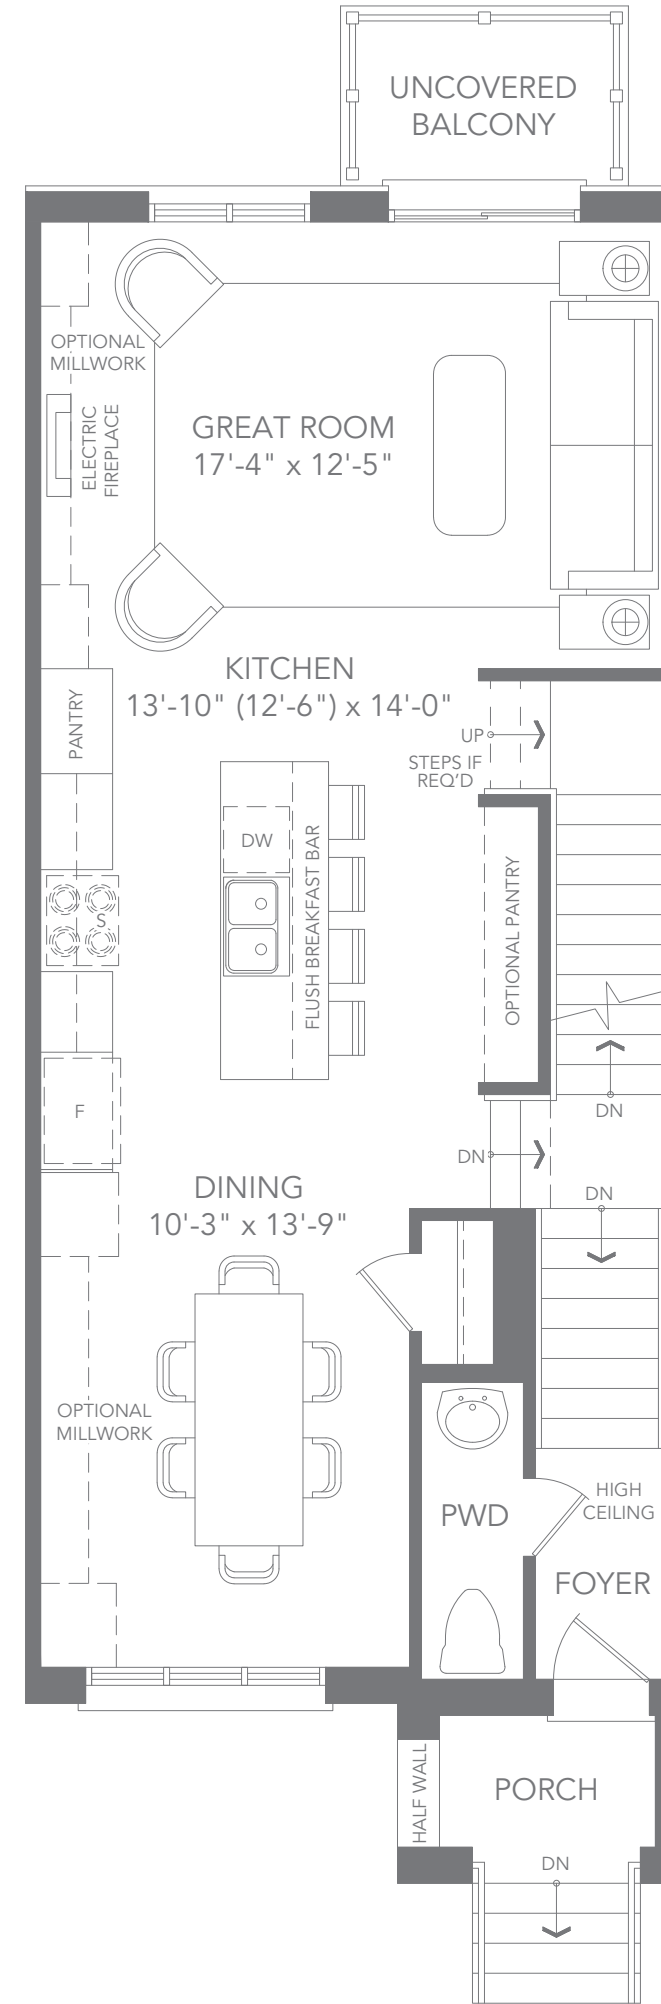 UNCOVERED
BALCONY
OPTIONAL
MILLWORK
ELECTRIC
FIREPLACE
GREAT ROOM
17'-4" x 12'-5"
KITCHEN
13'-10" (12'-6") x 14'-0"
PANTRY
UP
STEPS IF
REQ'D
DW
FLUSH BREAKFAST BAR
S
OPTIONAL PANTRY
F
DN
DN
DINING
10'-3" x 13'-9"
DN
OPTIONAL
MILLWORK
PWD
HIGH
CEILING
FOYER
HALF WALL
PORCH
DN